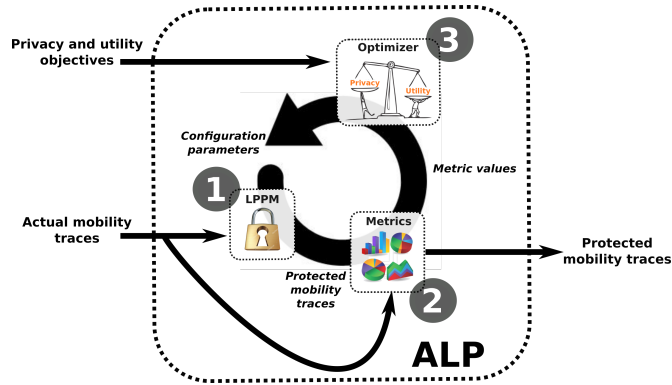 Privacy and utility
objectives
Optimizer
3
Privacy
Utility
Configuration
parameters
Metric values
1
LPPM
Actual mobility
traces
Metrics
Protected
mobility
traces
2
Protected
mobility traces
ALP